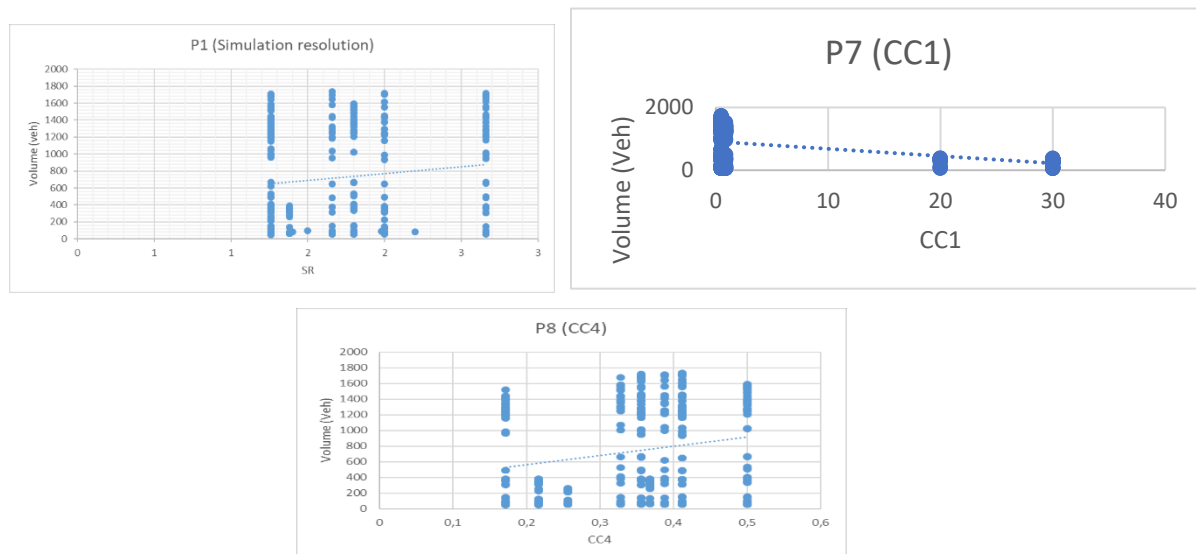 P1 (Simulation resolution)
2000
1800
1600
1400
1200
1000
800
600
400
200
0
Volume (Veh)
0 1 1 2 2 3 3
SR
P7 (CC1)
2000
0
Volume (Veh)
0 10 20 30 40
CC1
P8 (CC4)
2000
1800
1600
1400
1200
1000
800
600
400
200
0
Volume (Veh)
0 0,1 0,2 0,3 0,4 0,5 0,6
CC4